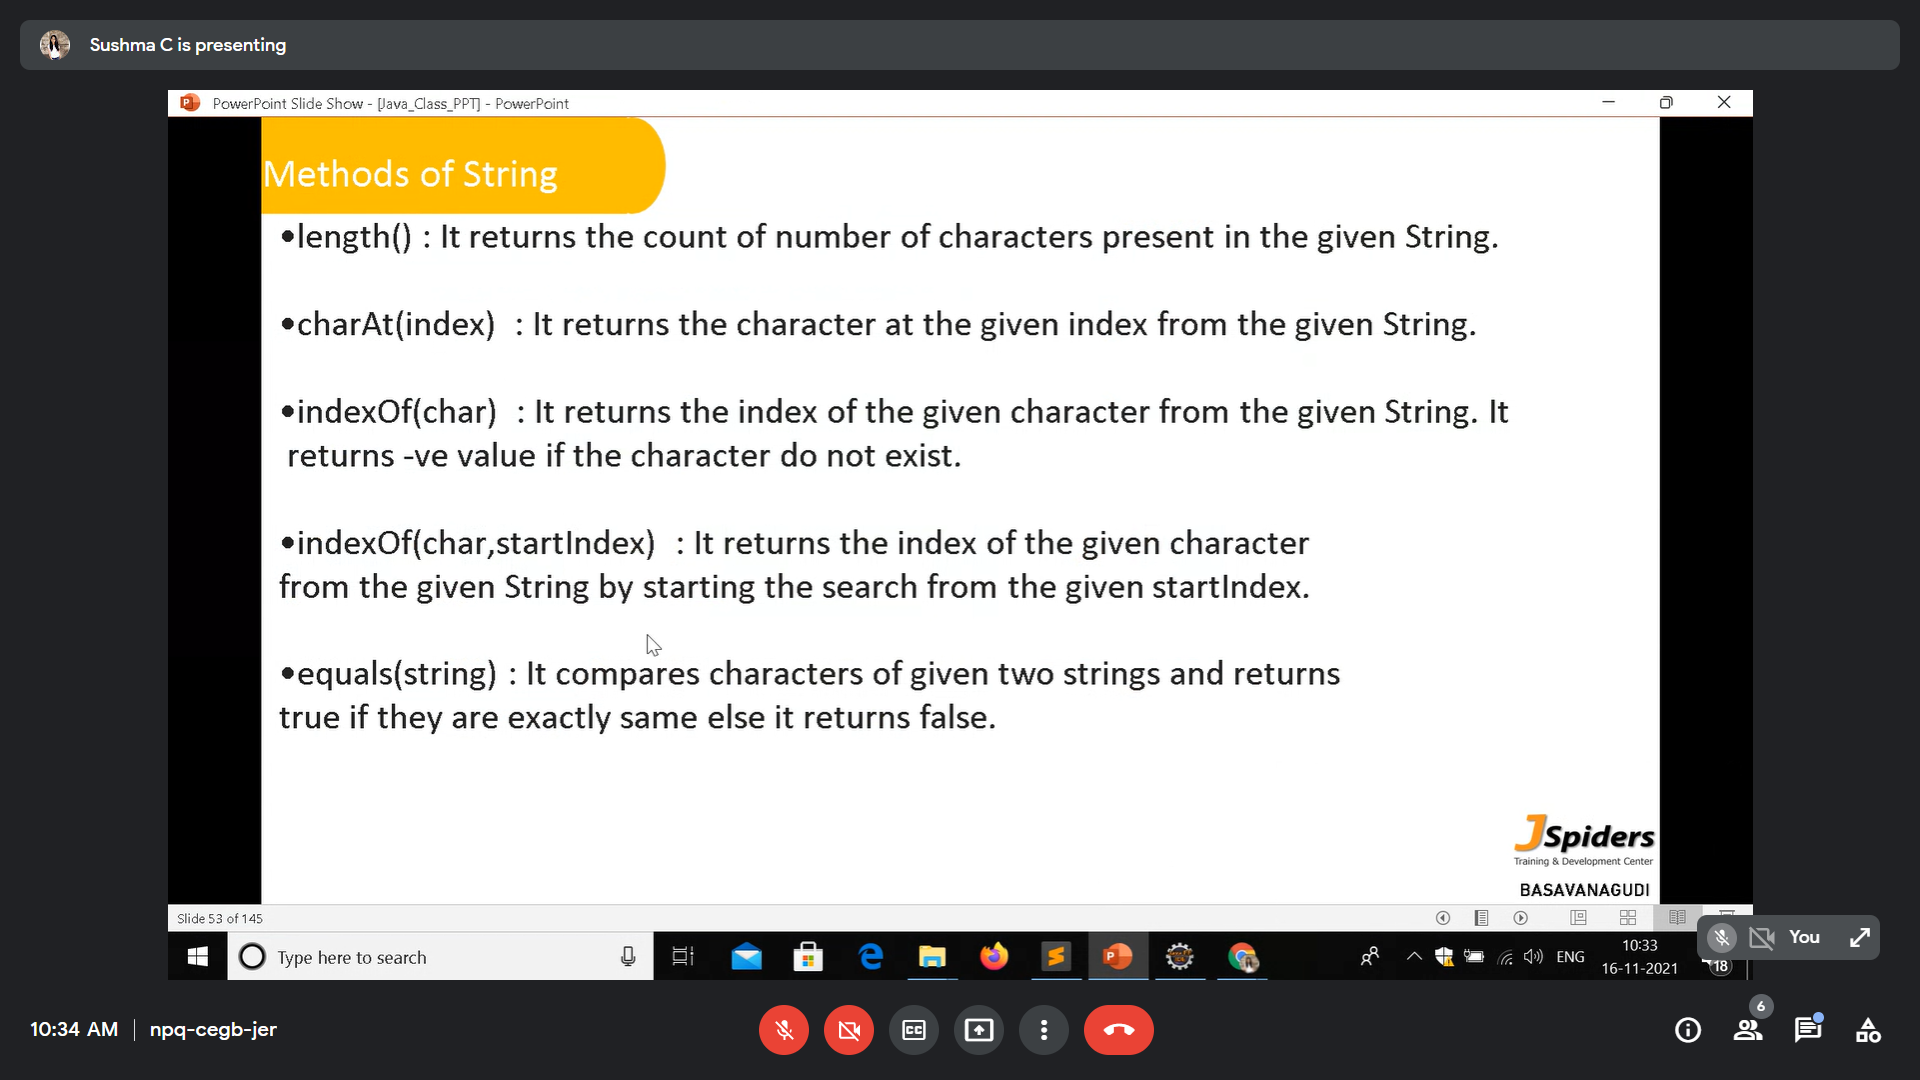 Sushma C is presenting
PowerPoint Slide Show - [Java_Class_PPT] - PowerPoint
Methods of String
•length() : It returns the count of number of characters present in the given String.
•charAt(index)  : It returns the character at the given index from the given String.
•indexOf(char)  : It returns the index of the given character from the given String. It
returns -ve value if the character do not exist.
•indexOf(char,startIndex)  : It returns the index of the given character
from the given String by starting the search from the given startIndex.
•equals(string) : It compares characters of given two strings and returns
true if they are exactly same else it returns false.
JSpiders
Training & Development Center
BASAVANAGUDI
Slide 53 of 145
Type here to search
ENG
10:33
16-11-2021
18
You
10:34 AM
npq-cegb-jer
CC
6